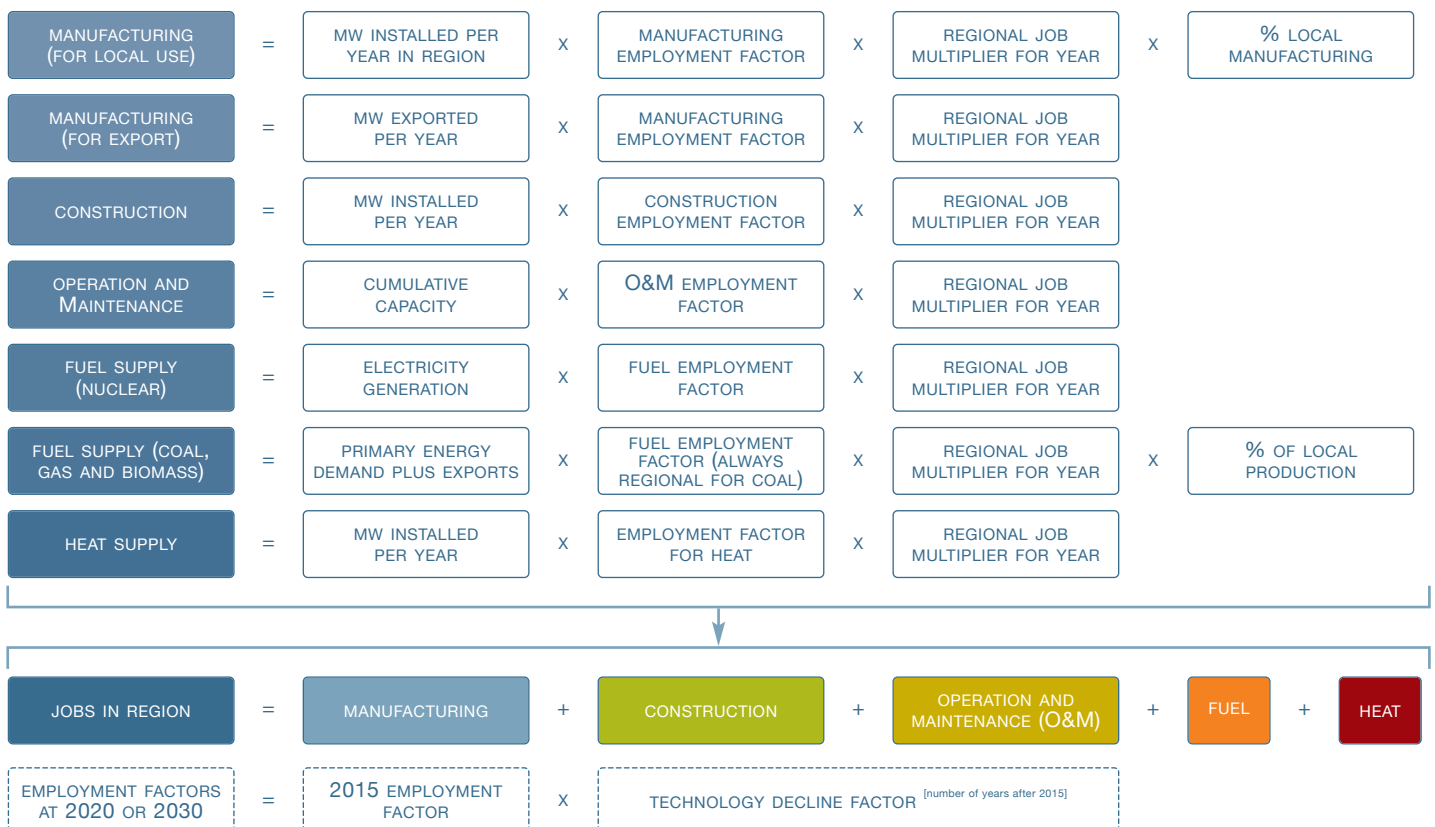 MANUFACTURING = MW INSTALLED PER X MANUFACTURING X REGIONAL JOB X % LOCAL
(FOR LOCAL USE) YEAR IN REGION EMPLOYMENT FACTOR MULTIPLIER FOR YEAR MANUFACTURING
MANUFACTURING = MW EXPORTED X MANUFACTURING X REGIONAL JOB
(FOR EXPORT) PER YEAR EMPLOYMENT FACTOR MULTIPLIER FOR YEAR
CONSTRUCTION = MW INSTALLED X CONSTRUCTION X REGIONAL JOB
PER YEAR EMPLOYMENT FACTOR MULTIPLIER FOR YEAR
OPERATION AND = CUMULATIVE X O&M EMPLOYMENT X REGIONAL JOB
MAINTENANCE CAPACITY FACTOR MULTIPLIER FOR YEAR
FUEL SUPPLY = ELECTRICITY X FUEL EMPLOYMENT X REGIONAL JOB
(NUCLEAR) GENERATION FACTOR MULTIPLIER FOR YEAR
FUEL SUPPLY (COAL, = PRIMARY ENERGY X FUEL EMPLOYMENT X REGIONAL JOB X % OF LOCAL
GAS AND BIOMASS) DEMAND PLUS EXPORTS FACTOR (ALWAYS MULTIPLIER FOR YEAR PRODUCTION
REGIONAL FOR COAL)
HEAT SUPPLY = MW INSTALLED X EMPLOYMENT FACTOR X REGIONAL JOB
PER YEAR FOR HEAT MULTIPLIER FOR YEAR
JOBS IN REGION = MANUFACTURING + CONSTRUCTION + OPERATION AND + FUEL + HEAT
MAINTENANCE (O&M)
EMPLOYMENT FACTORS = 2015 EMPLOYMENT X TECHNOLOGY DECLINE FACTOR [number of years after 2015]
AT 2020 OR 2030 FACTOR